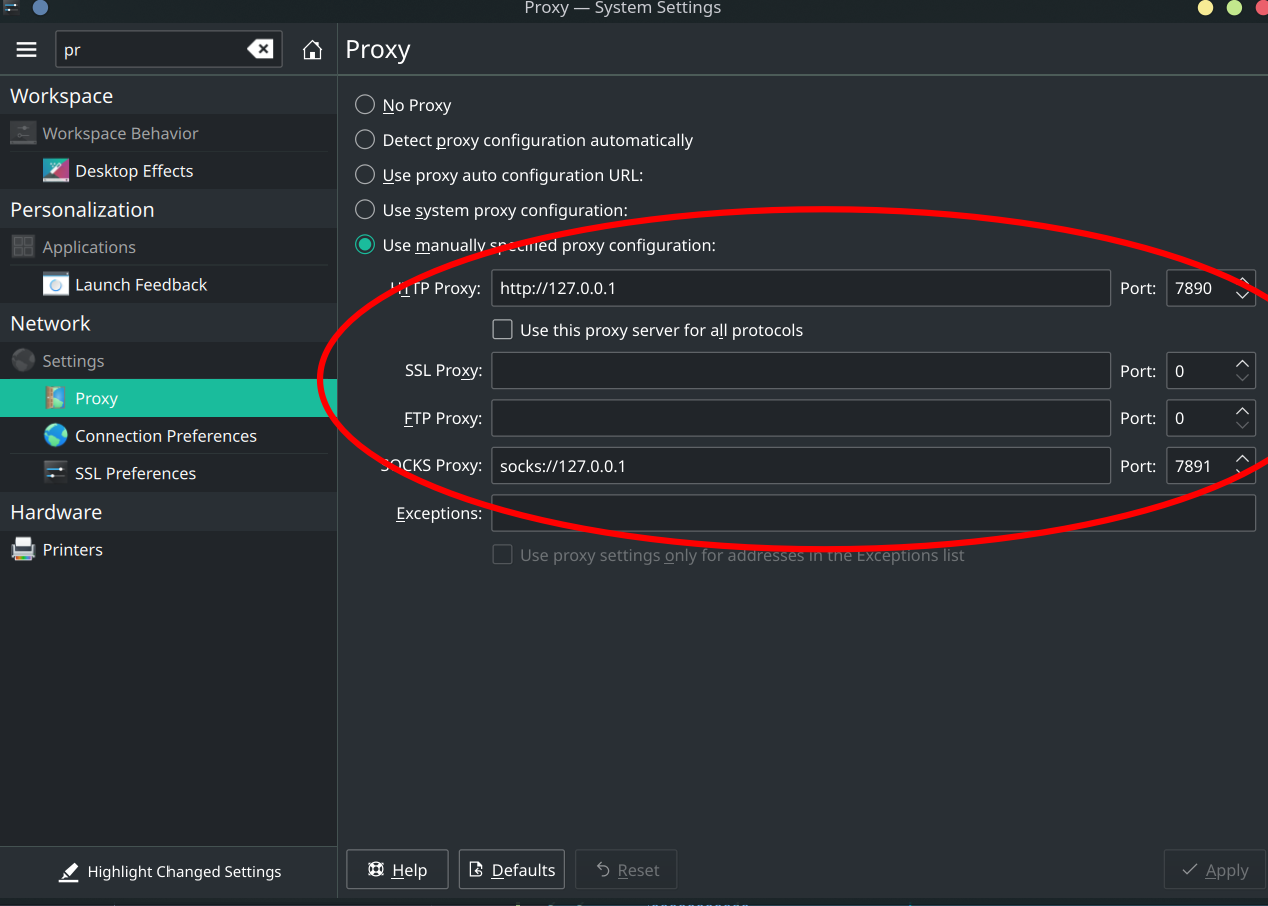 Proxy — System Settings
pr
Proxy
Workspace
Workspace Behavior
Desktop Effects
Personalization
Applications
Launch Feedback
Network
Settings
Proxy
Connection Preferences
SSL Preferences
Hardware
Printers
Highlight Changed Settings
No Proxy
Detect proxy configuration automatically
Use proxy auto configuration URL:
Use system proxy configuration:
Use manually specified proxy configuration:
HTTP Proxy: http://127.0.0.1 Port: 7890
Use this proxy server for all protocols
SSL Proxy: Port: 0
FTP Proxy: Port: 0
SOCKS Proxy: socks://127.0.0.1 Port: 7891
Exceptions:
Use proxy settings only for addresses in the Exceptions list
Help Defaults Reset Apply